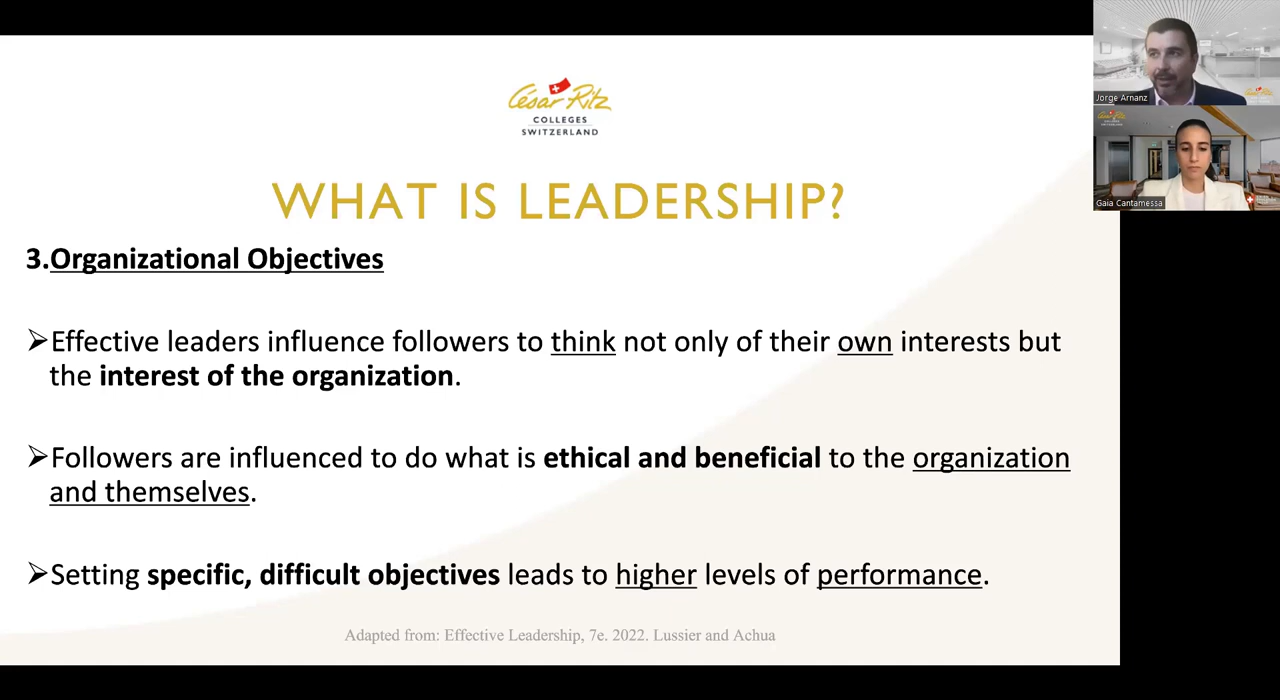 César Ritz
COLLEGES
SWITZERLAND
WHAT IS LEADERSHIP?
3.Organizational Objectives
➢Effective leaders influence followers to think not only of their own interests but
the interest of the organization.
➢Followers are influenced to do what is ethical and beneficial to the organization
and themselves.
➢Setting specific, difficult objectives leads to higher levels of performance.
Adapted from: Effective Leadership, 7e. 2022. Lussier and Achua
Jorge Arnanz
César Ritz
Gaia Cantamessa